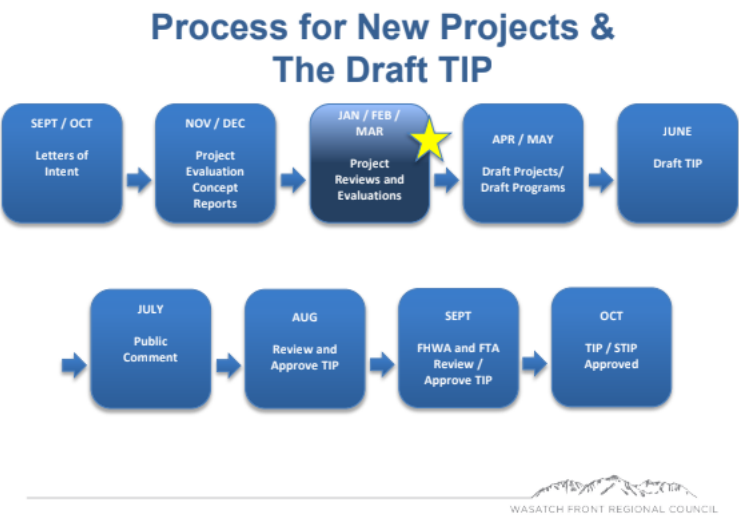 Process for New Projects &
The Draft TIP
SEPT / OCT
Letters of
Intent
NOV / DEC
Project
Evaluation
Concept
Reports
JAN / FEB /
MAR
Project
Reviews and
Evaluations
APR / MAY
Draft Projects/
Draft Programs
JUNE
Draft TIP
JULY
Public
Comment
AUG
Review and
Approve TIP
SEPT
FHWA and FTA
Review /
Approve TIP
OCT
TIP / STIP
Approved
WASATCH FRONT REGIONAL COUNCIL